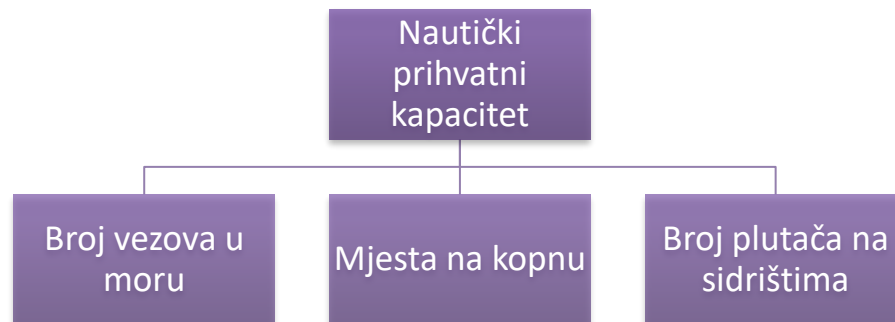 Nautički
prihvatni
kapacitet
Broj vezova u
moru
Mjesta na kopnu
Broj plutača na
sidrištima